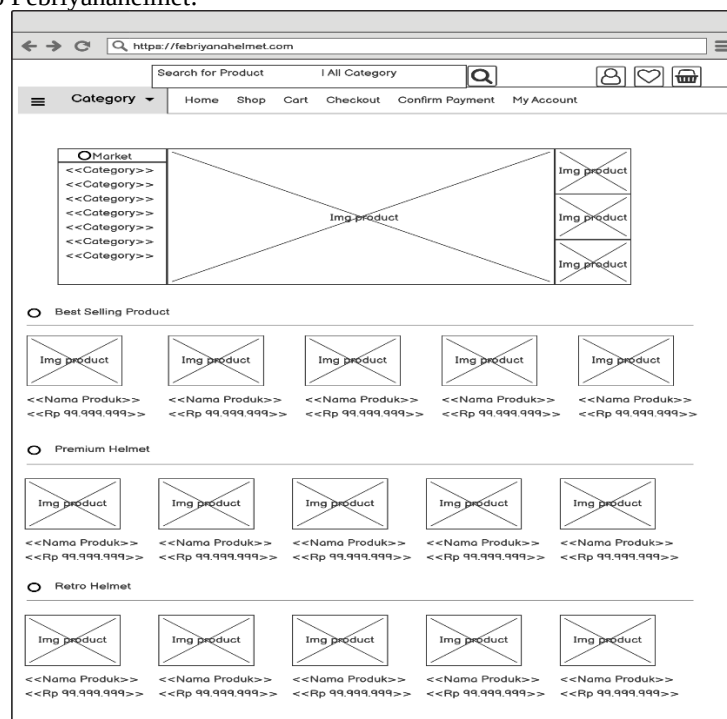 Febriyanahelmet.
https://febriyanahelmet.com
Search for Product | All Category
Category Home Shop Cart Checkout Confirm Payment My Account
Market
<<Category>>
<<Category>>
<<Category>>
<<Category>>
<<Category>>
<<Category>>
<<Category>>
Img product
Img product
Img product
Img product
Best Selling Product
Img product Img product Img product Img product Img product
<<Nama Produk>> <<Nama Produk>> <<Nama Produk>> <<Nama Produk>> <<Nama Produk>>
<<Rp 99.999.999>> <<Rp 99.999.999>> <<Rp 99.999.999>> <<Rp 99.999.999>> <<Rp 99.999.999>>
Premium Helmet
Img product Img product Img product Img product Img product
<<Nama Produk>> <<Nama Produk>> <<Nama Produk>> <<Nama Produk>> <<Nama Produk>>
<<Rp 99.999.999>> <<Rp 99.999.999>> <<Rp 99.999.999>> <<Rp 99.999.999>> <<Rp 99.999.999>>
Retro Helmet
Img product Img product Img product Img product Img product
<<Nama Produk>> <<Nama Produk>> <<Nama Produk>> <<Nama Produk>> <<Nama Produk>>
<<Rp 99.999.999>> <<Rp 99.999.999>> <<Rp 99.999.999>> <<Rp 99.999.999>> <<Rp 99.999.999>>